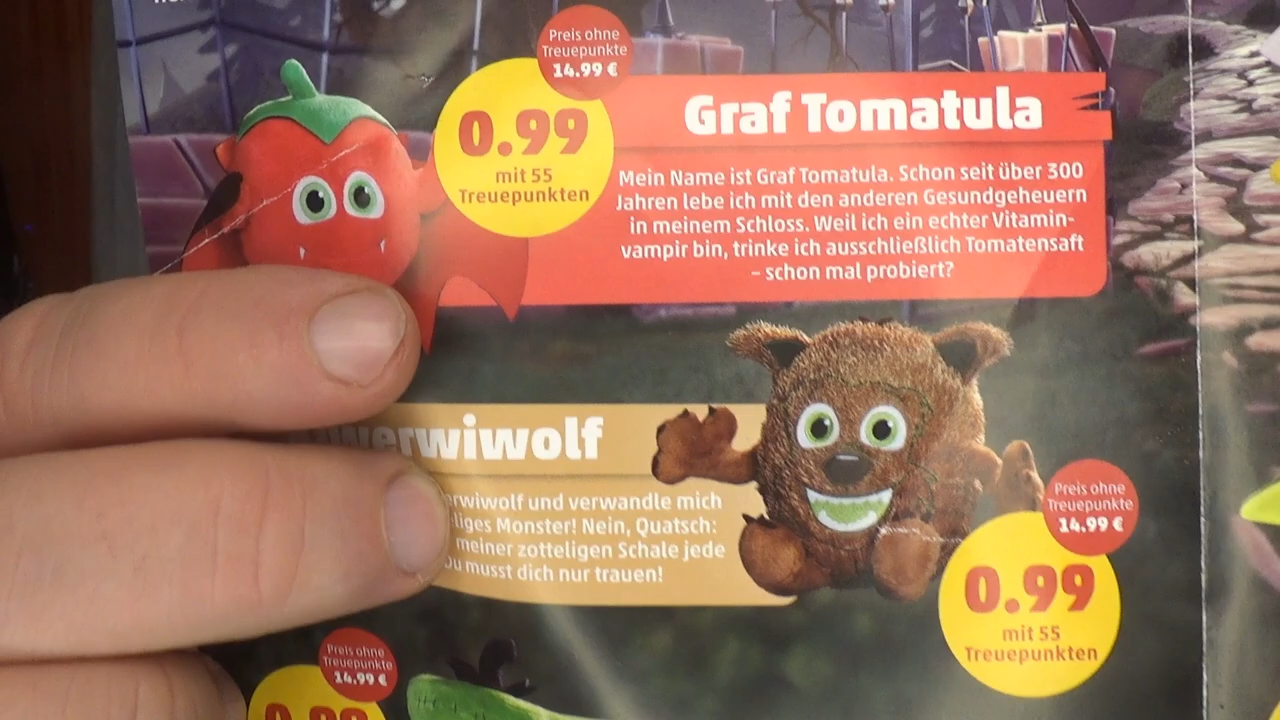 Preis ohne
Treuepunkte
14.99 €
0.99
mit 55
Treuepunkten
Graf Tomatula
Mein Name ist Graf Tomatula. Schon seit über 300
Jahren lebe ich mit den anderen Gesundgeheuern
in meinem Schloss. Weil ich ein echter Vitamin-
vampir bin, trinke ich ausschließlich Tomatensaft
– schon mal probiert?
und verwandle mich
Monster! Nein, Quatsch:
meiner zotteligen Schale jede
musst dich nur trauen!
Preis ohne
Treuepunkte
14.99 €
0.99
mit 55
Treuepunkten
Preis ohne
Treuepunkte
14.99 €